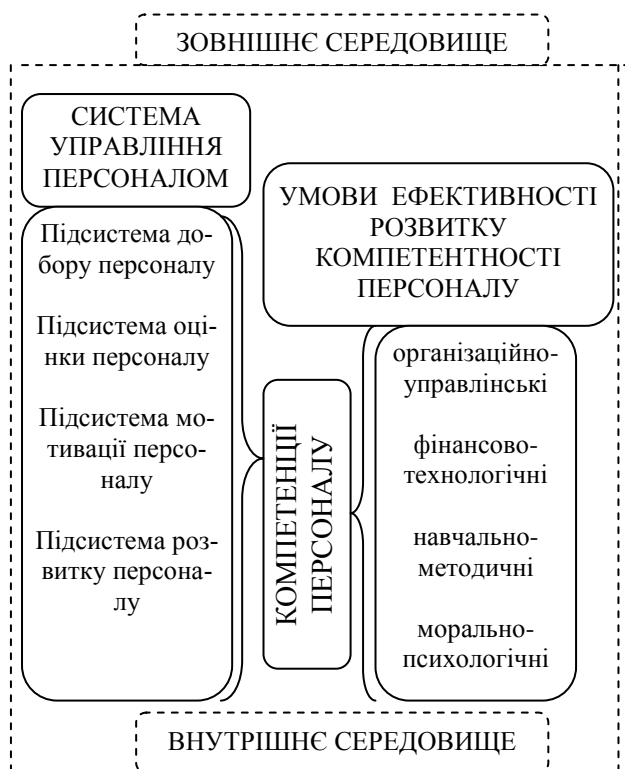 ЗОВНІШНЄ СЕРЕДОВИЩЕ
СИСТЕМА
УПРАВЛІННЯ
ПЕРСОНАЛОМ
Підсистема до-
бору персоналу
Підсистема оці-
нки персоналу
Підсистема мо-
тивації персо-
налу
Підсистема роз-
витку персона-
лу
КОМПЕТЕНЦІЇ
ПЕРСОНАЛУ
УМОВИ ЕФЕКТИВНОСТІ
РОЗВИТКУ
КОМПЕТЕНТНОСТІ
ПЕРСОНАЛУ
організаційно-
управлінські
фінансово-
технологічні
навчально-
методичні
морально-
психологічні
ВНУТРІШНЄ СЕРЕДОВИЩЕ